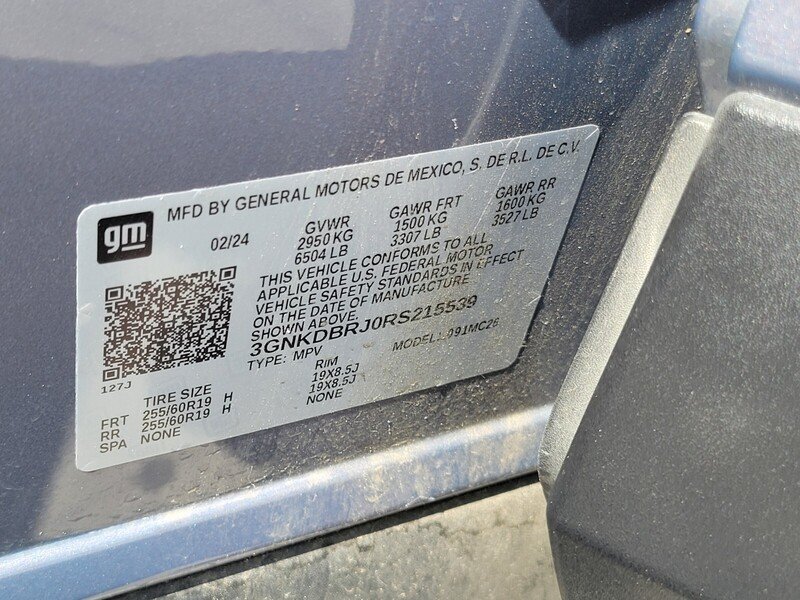 gm
MFD BY GENERAL MOTORS DE MEXICO, S. DE R.L. DE C.V.
02/24
GVWR GAWR FRT GAWR RR
2950 KG 1500 KG 1600 KG
6504 LB 3307 LB 3527 LB
THIS VEHICLE CONFORMS TO ALL
APPLICABLE U.S. FEDERAL MOTOR
VEHICLE SAFETY STANDARDS IN EFFECT
ON THE DATE OF MANUFACTURE
SHOWN ABOVE.
3GNKDBRJ0RS215539
TYPE: MPV MODEL:
127J
TIRE SIZE RIM
FRT 255/60R19 H 19X8.5J
RR 255/60R19 H 19X8.5J
SPA NONE NONE